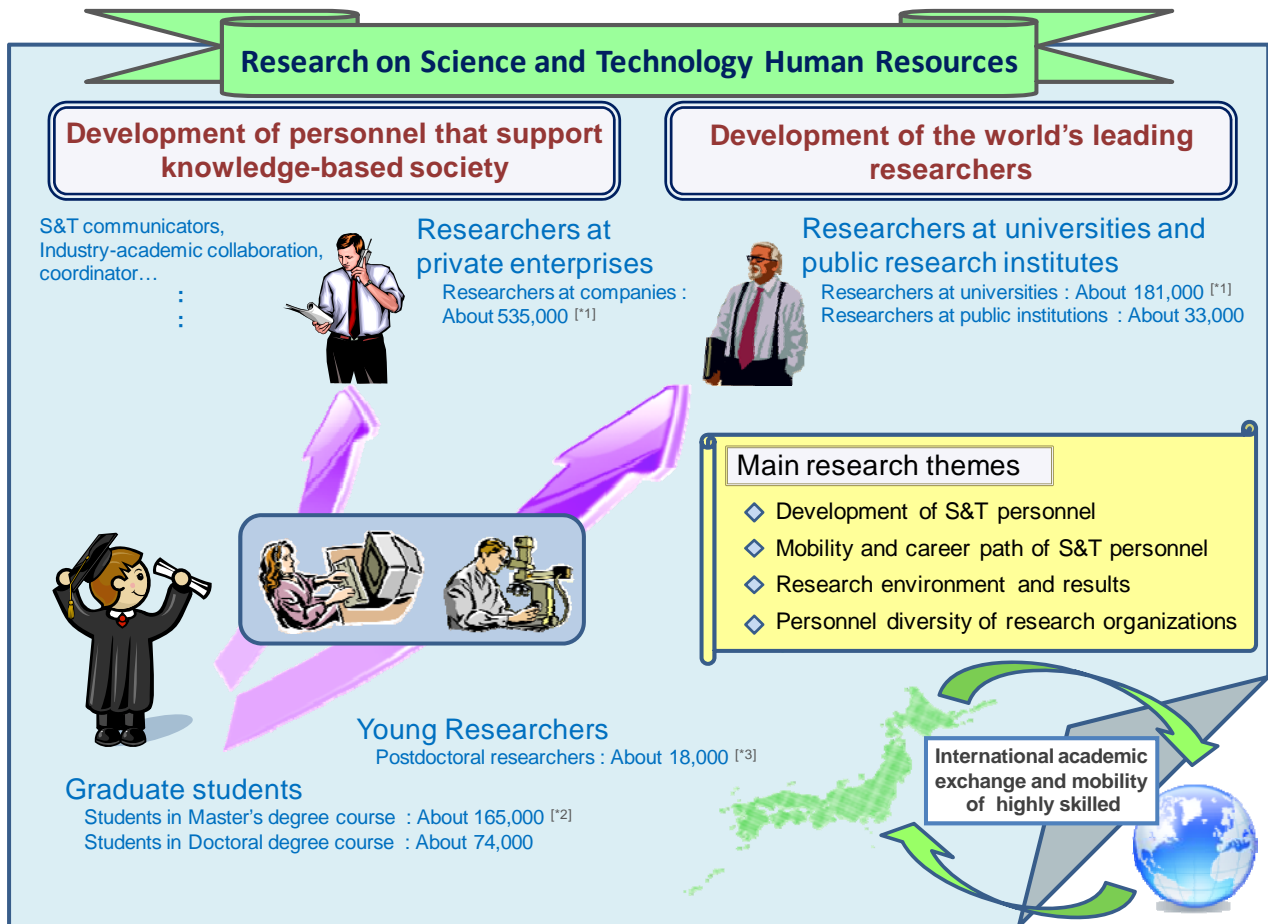 Research on Science and Technology Human Resources
Development of personnel that support
knowledge-based society
Development of the world's leading
researchers
S&T communicators,
Industry-academic collaboration,
coordinator…
:
:
Researchers at
private enterprises
Researchers at companies :
About 535,000 [*1]
Researchers at universities and
public research institutes
Researchers at universities : About 181,000 [*1]
Researchers at public institutions : About 33,000
Main research themes
Development of S&T personnel
Mobility and career path of S&T personnel
Research environment and results
Personnel diversity of research organizations
Young Researchers
Postdoctoral researchers : About 18,000 [*3]
Graduate students
Students in Master's degree course : About 165,000 [*2]
Students in Doctoral degree course : About 74,000
International academic
exchange and mobility
of highly skilled